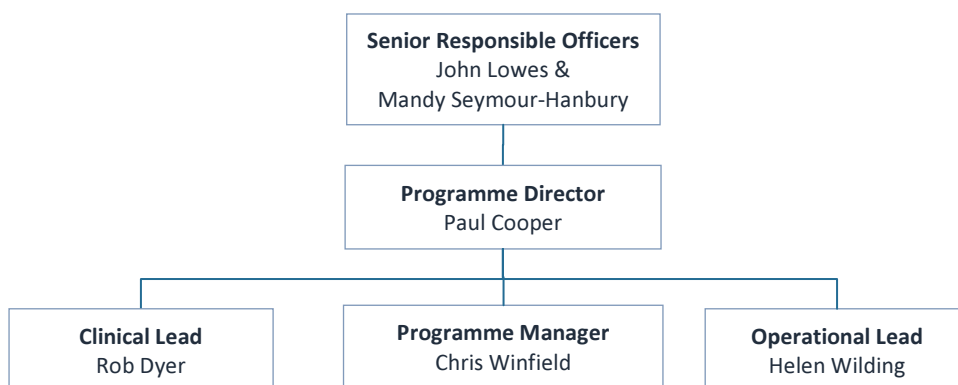 Senior Responsible Officers
John Lowes &
Mandy Seymour-Hanbury
Programme Director
Paul Cooper
Clinical Lead
Rob Dyer
Programme Manager
Chris Winfield
Operational Lead
Helen Wilding